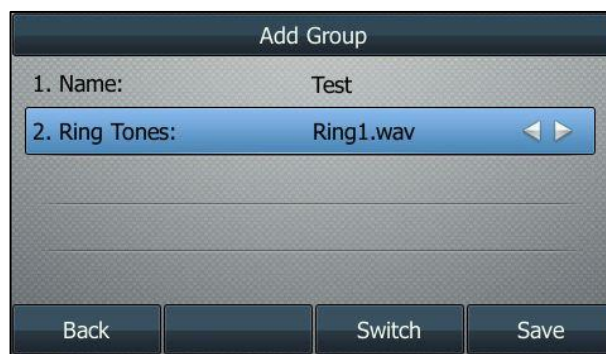 Add Group
1. Name: Test
2. Ring Tones: Ring1.wav
Back Switch Save